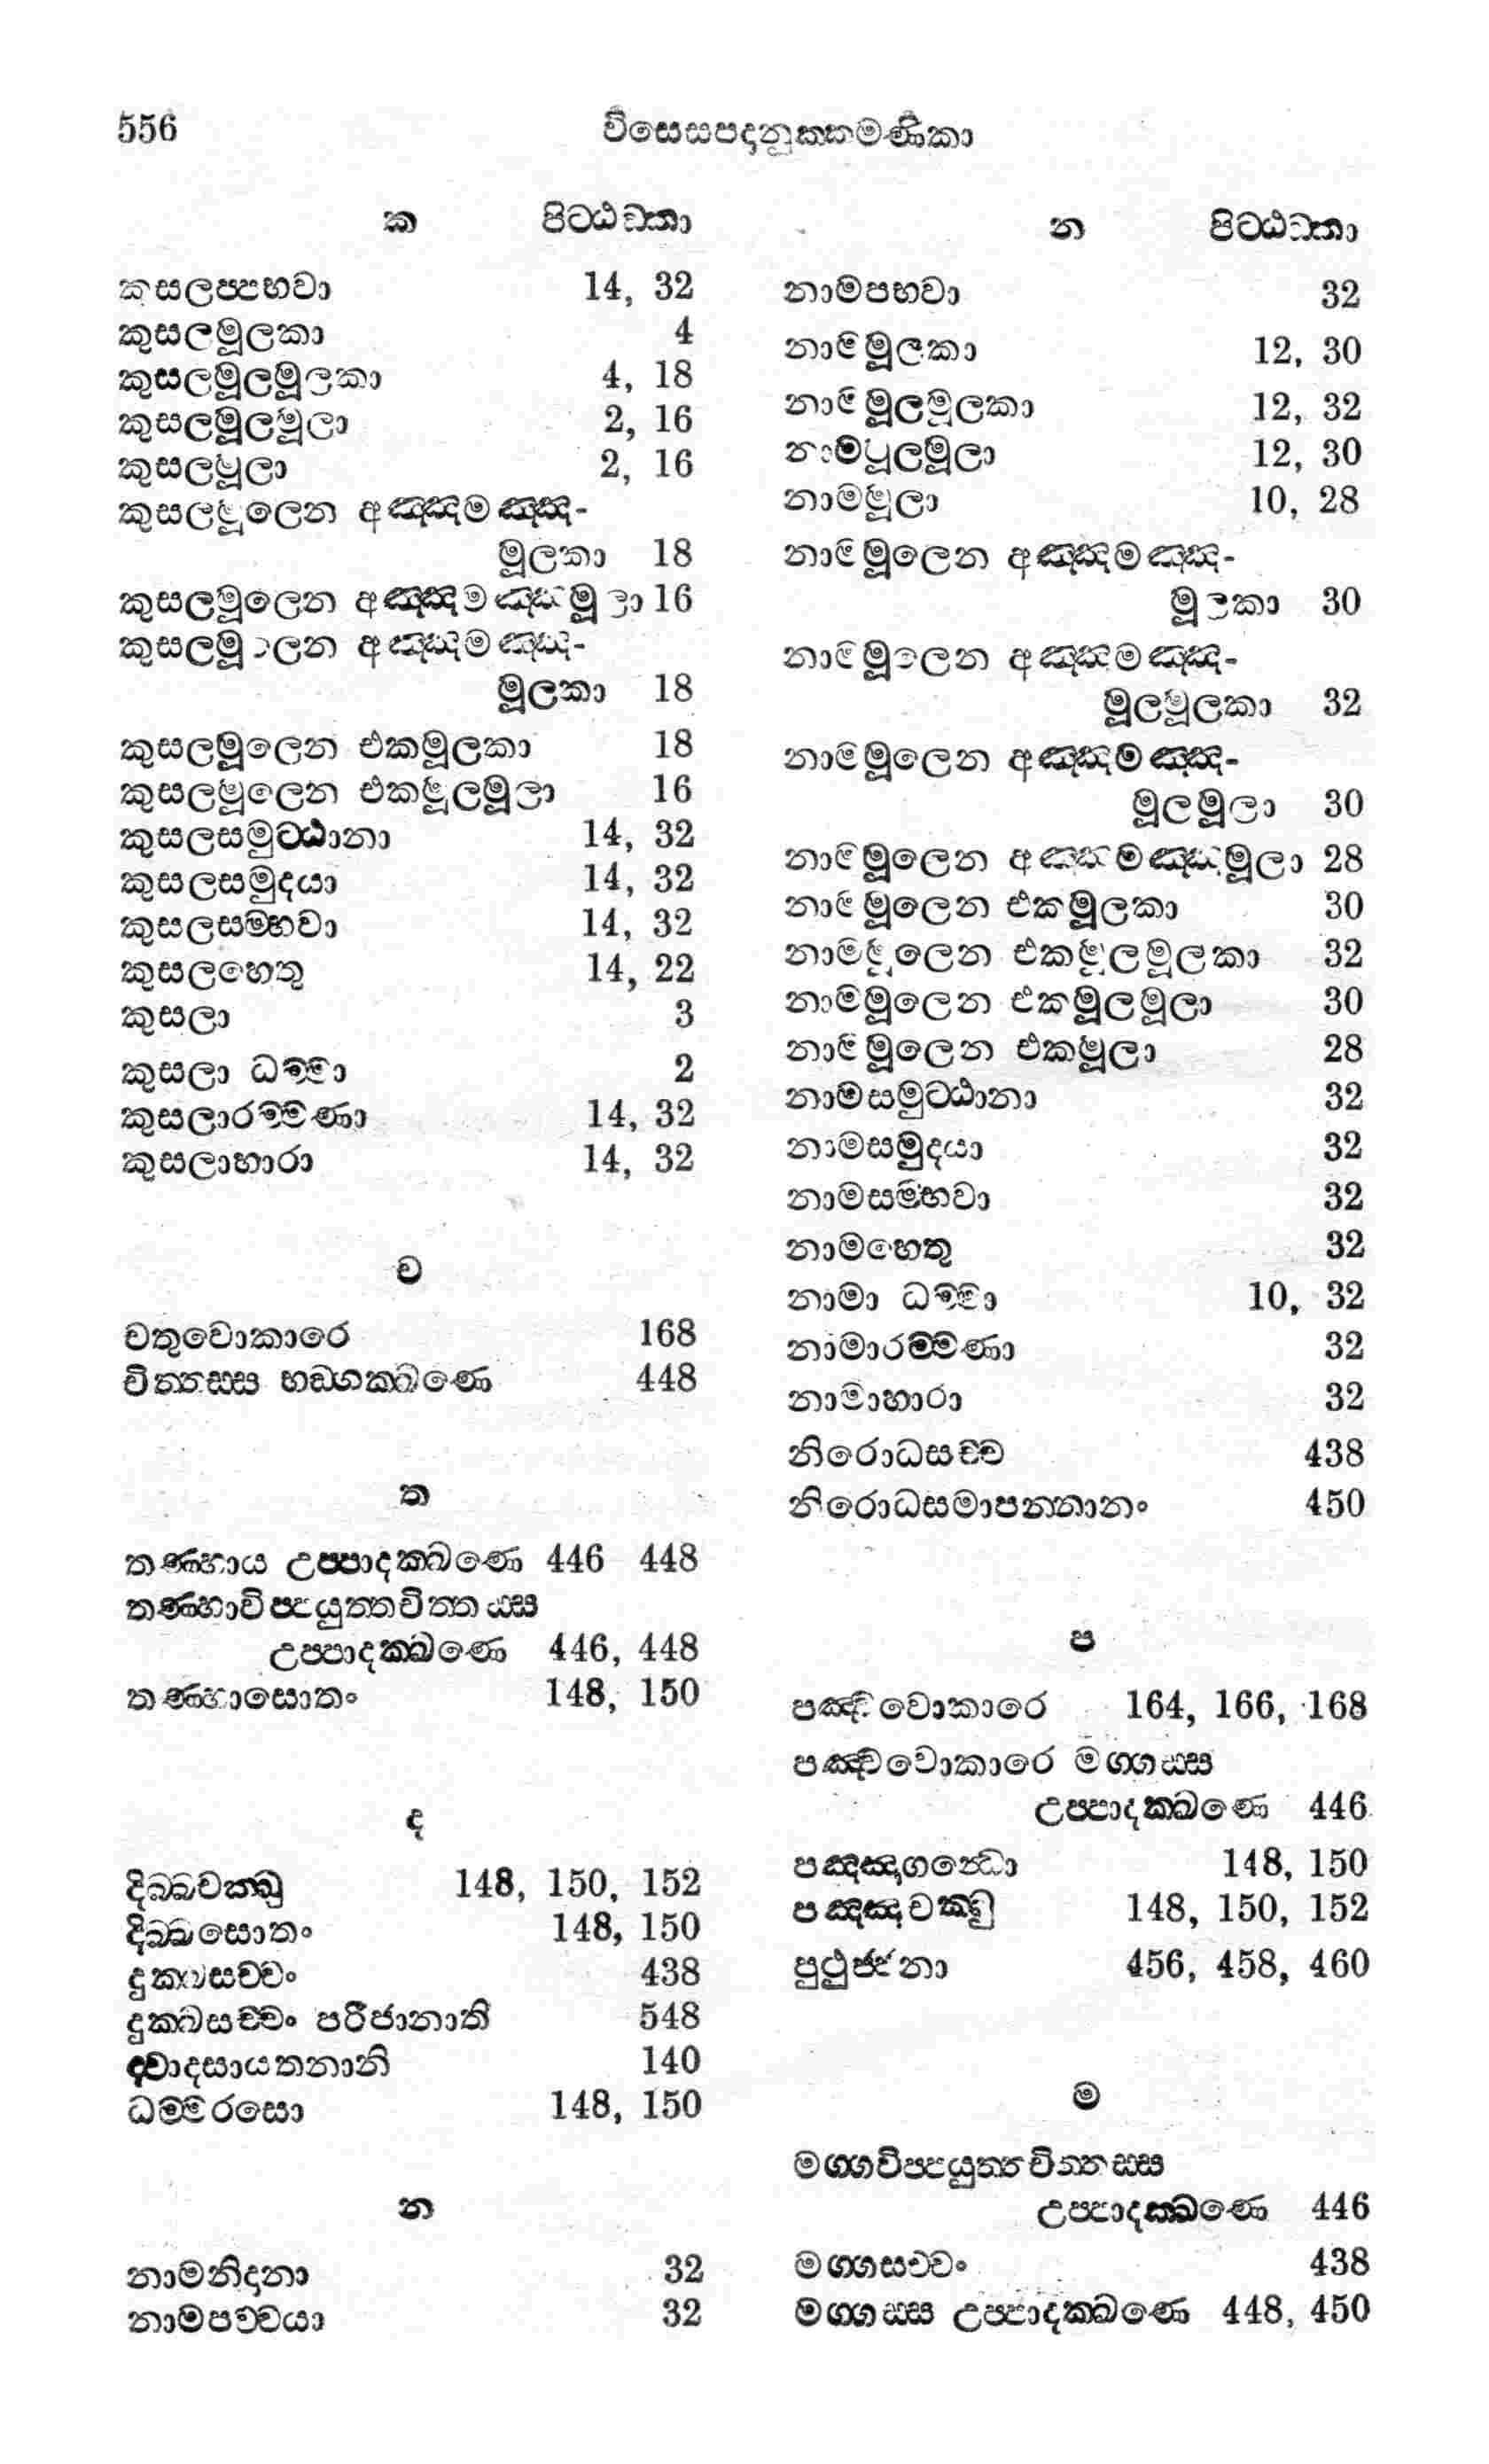 556 විසෙසපදානුක්කමණිකා
ක පිට්ඨඞ්කා
කුසලප්පභවා 14, 32
කුසලමූලකා 4
කුසලමූලමූලකා 4, 18
කුසලමූලමූලා 2, 16
කුසලමූලා 2, 16
කුසලමූලෙන අඤ්ඤමඤ්ඤ-
මූලකා 18
කුසලමූලෙන අඤ්ඤමඤ්ඤමූලා 16
කුසලමූලෙන අඤ්ඤමඤ්ඤ-
මූලකා 18
කුසලමූලෙන එකමූලකා 18
කුසලමූලෙන එකමූලමූලා 16
කුසලසමුට්ඨානා 14, 32
කුසලසමුදයා 14, 32
කුසලසම්භවා 14, 32
කුසලහෙතු 14, 22
කුසලා 3
කුසලා ධම්මා 2
කුසලාරම්මණා 14, 32
කුසලාහාරා 14, 32
ච
චතුවොකාරෙ 168
චිත්තස්ස භඞ්ගක්ඛණෙ 448
ත
තණ්හාය උප්පාදක්ඛණෙ 446 448
තණ්හාවිප්පයුත්තචිත්තස්ස
උප්පාදක්ඛණෙ 446, 448
තණ්හාසොතං 148, 150
ද
දිබ්බචක්ඛු 148, 150, 152
දිබ්බසොතං 148, 150
දුක්ඛසච්චං 438
දුක්ඛසච්චං පරිජානාති 548
ද්වාදසායතනානි 140
ධම්මරසො 148, 150
න
නාමනිදානා 32
නාමපච්චයා 32
න පිට්ඨඞ්කා
නාමපභවා 32
නාමමූලකා 12, 30
නාමමූලමූලකා 12, 32
නාමමූලමූලා 12, 30
නාමමූලා 10, 28
නාමමූලෙන අඤ්ඤමඤ්ඤ-
මූලකා 30
නාමමූලෙන අඤ්ඤමඤ්ඤ-
මූලමූලකා 32
නාමමූලෙන අඤ්ඤමඤ්ඤ-
මූලමූලා 30
නාමමූලෙන අඤ්ඤමඤ්ඤමූලා 28
නාමමූලෙන එකමූලකා 30
නාමමූලෙන එකමූලමූලකා 32
නාමමූලෙන එකමූලමූලා 30
නාමමූලෙන එකමූලා 28
නාමසමුට්ඨානා 32
නාමසමුදයා 32
නාමසම්භවා 32
නාමහෙතු 32
නාමා ධම්මා 10, 32
නාමාරම්මණා 32
නාමාහාරා 32
නිරොධසච්ච 438
නිරොධසමාපන්නානං 450
ප
පඤ්චවොකාරෙ 164, 166, 168
පඤ්චවොකාරෙ මග්ගස්ස
උප්පාදක්ඛණෙ 446
පඤ්ඤාගන්ධො 148, 150
පඤ්ඤාචක්ඛු 148, 150, 152
පුථුජ්ජනා 456, 458, 460
ම
මග්ගවිප්පයුත්තචිත්තස්ස
උප්පාදක්ඛණෙ 446
මග්ගසච්චං 438
මග්ගස්ස උප්පාදක්ඛණෙ 448, 450